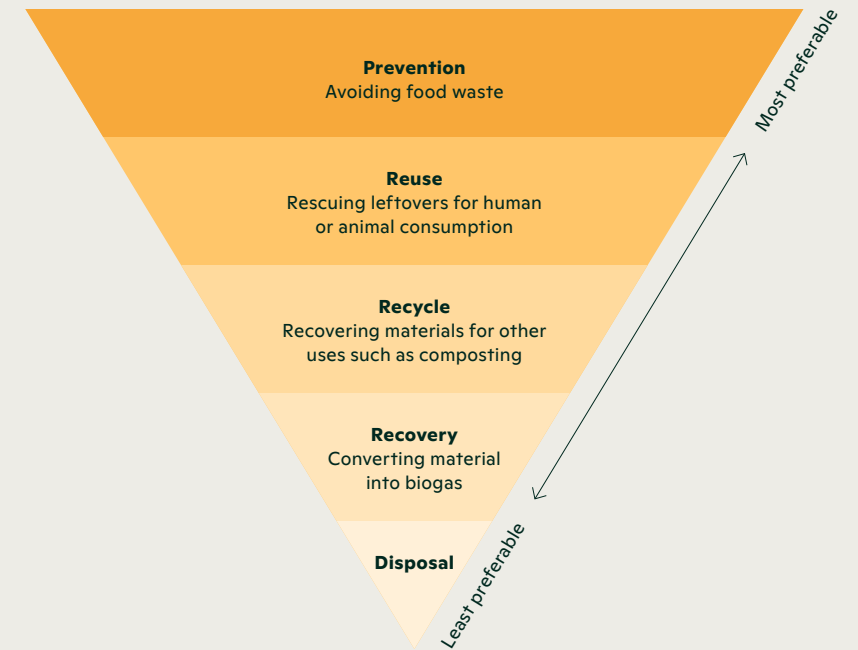 Prevention
Avoiding food waste
Most preferable
Reuse
Rescuing leftovers for human
or animal consumption
Recycle
Recovering materials for other
uses such as composting
Recovery
Converting material
into biogas
Disposal
Least preferable